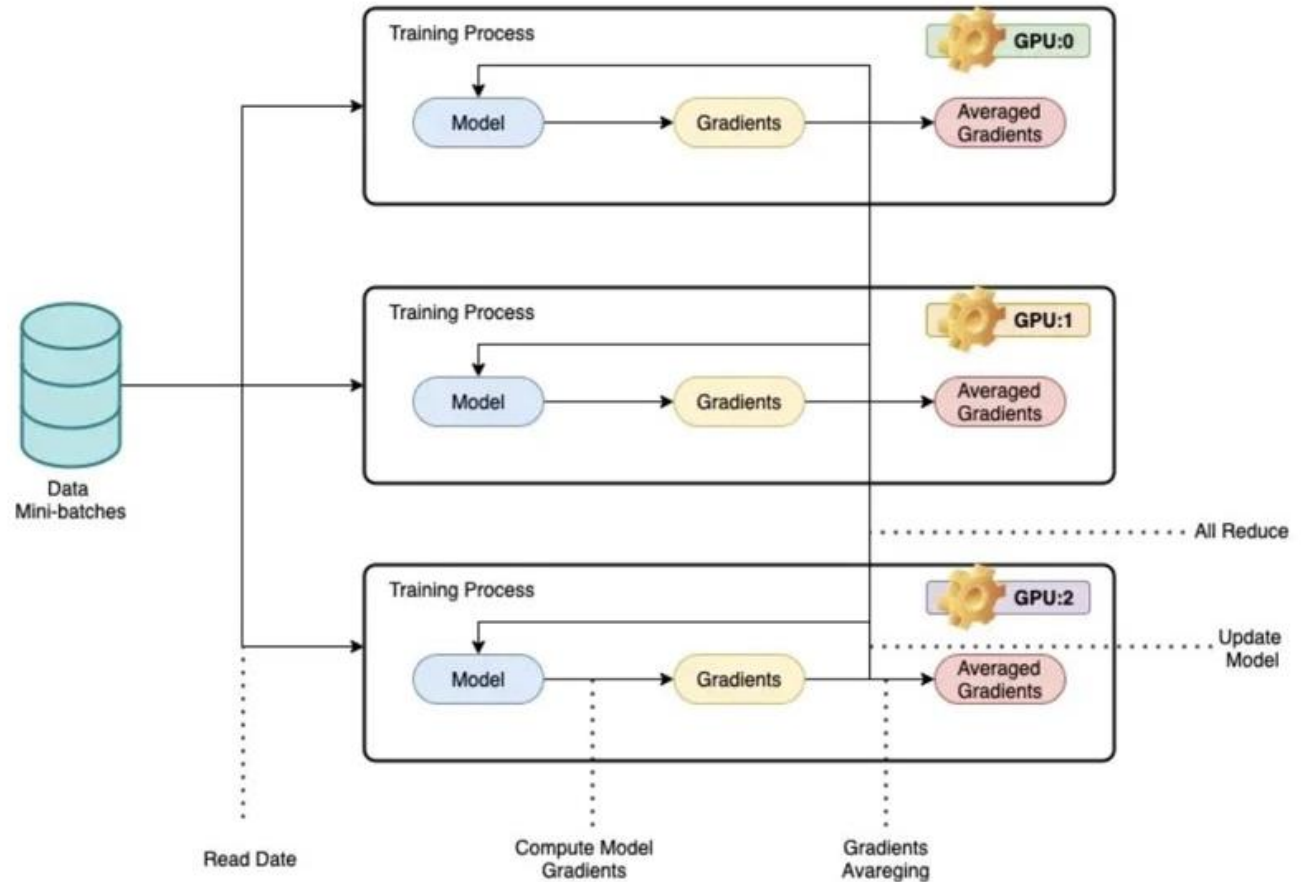 Training Process
GPU:0
Model
Gradients
Averaged
Gradients
Training Process
GPU:1
Model
Gradients
Averaged
Gradients
Data
Mini-batches
All Reduce
Training Process
GPU:2
Model
Gradients
Averaged
Gradients
Update
Model
Read Date
Compute Model
Gradients
Gradients
Avareging